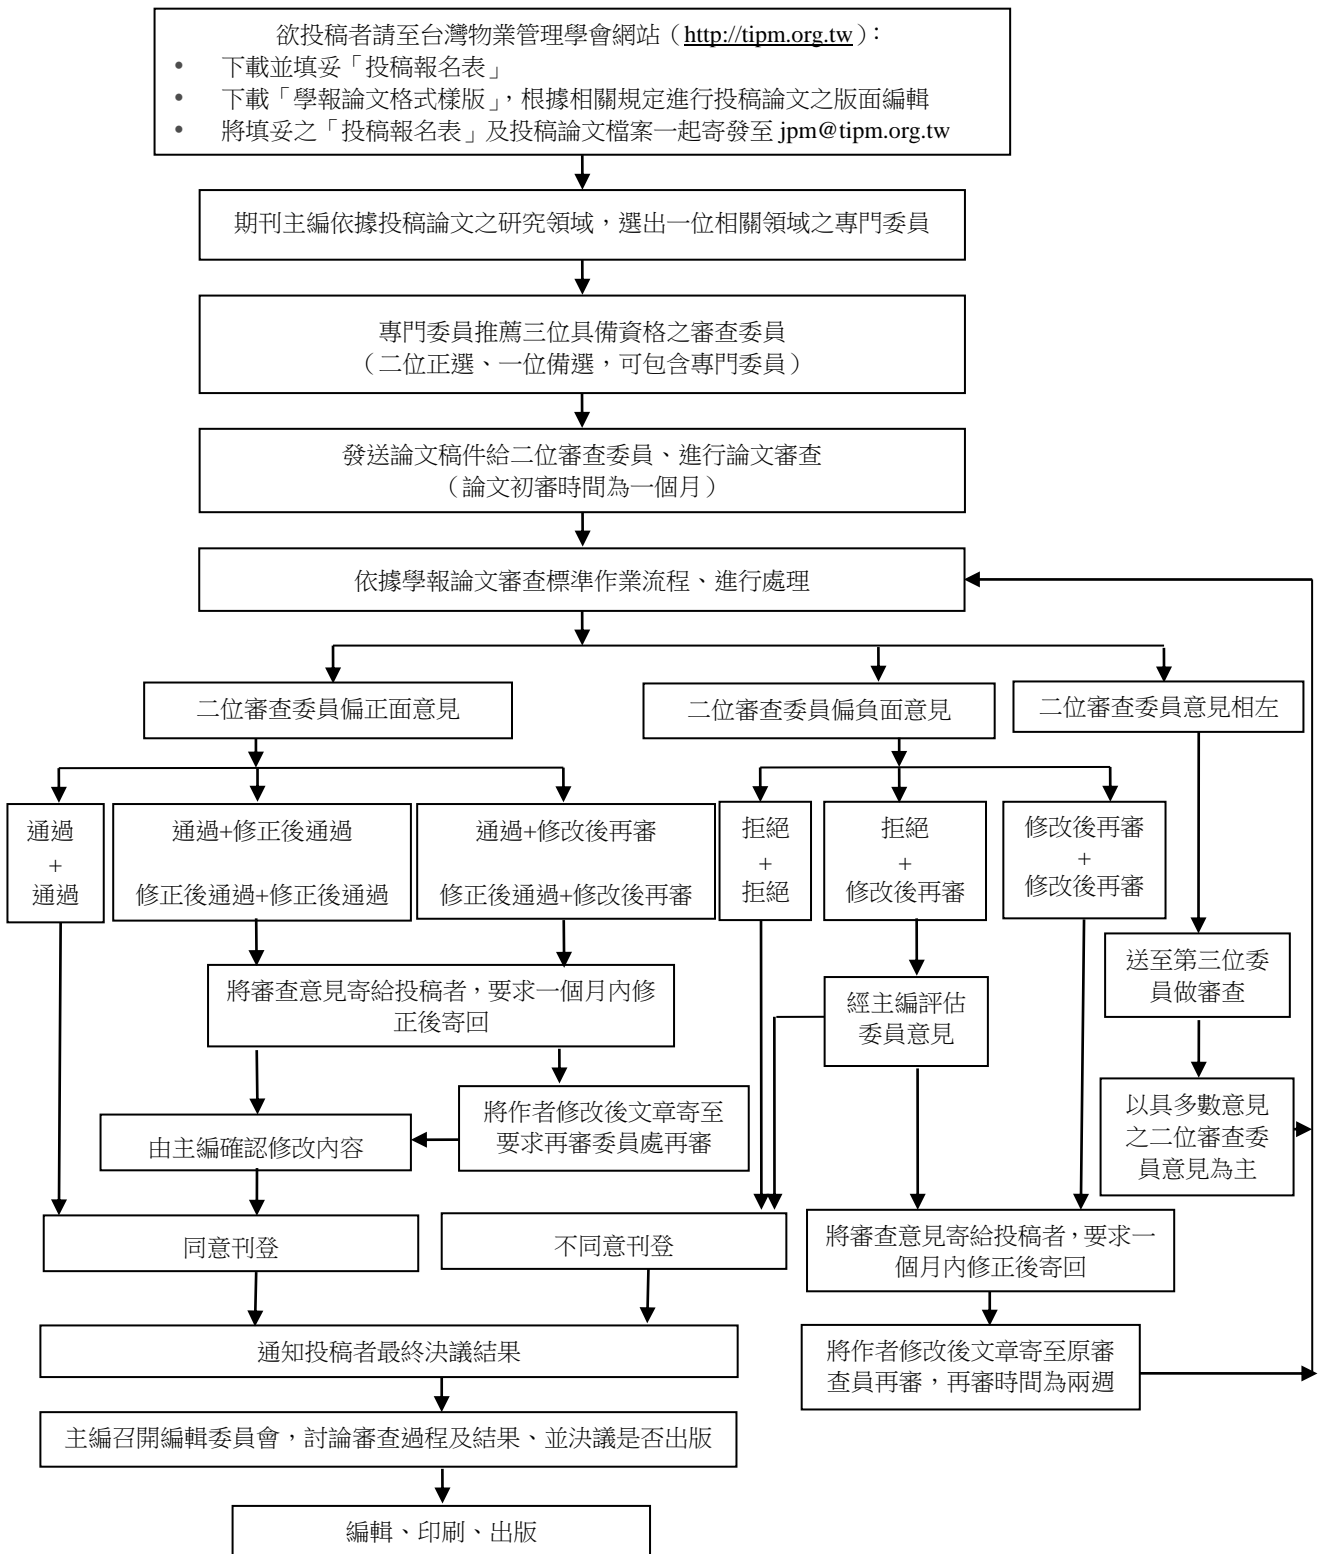 欲投稿者請至台灣物業管理學會網站（http://tipm.org.tw）：
• 下載並填妥「投稿報名表」
• 下載「學報論文格式樣版」，根據相關規定進行投稿論文之版面編輯
• 將填妥之「投稿報名表」及投稿論文檔案一起寄發至 jpm@tipm.org.tw
期刊主編依據投稿論文之研究領域，選出一位相關領域之專門委員
專門委員推薦三位具備資格之審查委員
（二位正選、一位備選，可包含專門委員）
發送論文稿件給二位審查委員、進行論文審查
（論文初審時間為一個月）
依據學報論文審查標準作業流程、進行處理
二位審查委員偏正面意見
二位審查委員偏負面意見
二位審查委員意見相左
通過
+
通過
通過+修正後通過
修正後通過+修正後通過
通過+修改後再審
修正後通過+修改後再審
拒絕
+
拒絕
拒絕
+
修改後再審
修改後再審
+
修改後再審
送至第三位委
員做審查
將審查意見寄給投稿者，要求一個月內修
正後寄回
經主編評估
委員意見
以具多數意見
之二位審查委
員意見為主
將作者修改後文章寄至
要求再審委員處再審
由主編確認修改內容
同意刊登
不同意刊登
將審查意見寄給投稿者，要求一
個月內修正後寄回
通知投稿者最終決議結果
將作者修改後文章寄至原審
查員再審，再審時間為兩週
主編召開編輯委員會，討論審查過程及結果、並決議是否出版
編輯、印刷、出版